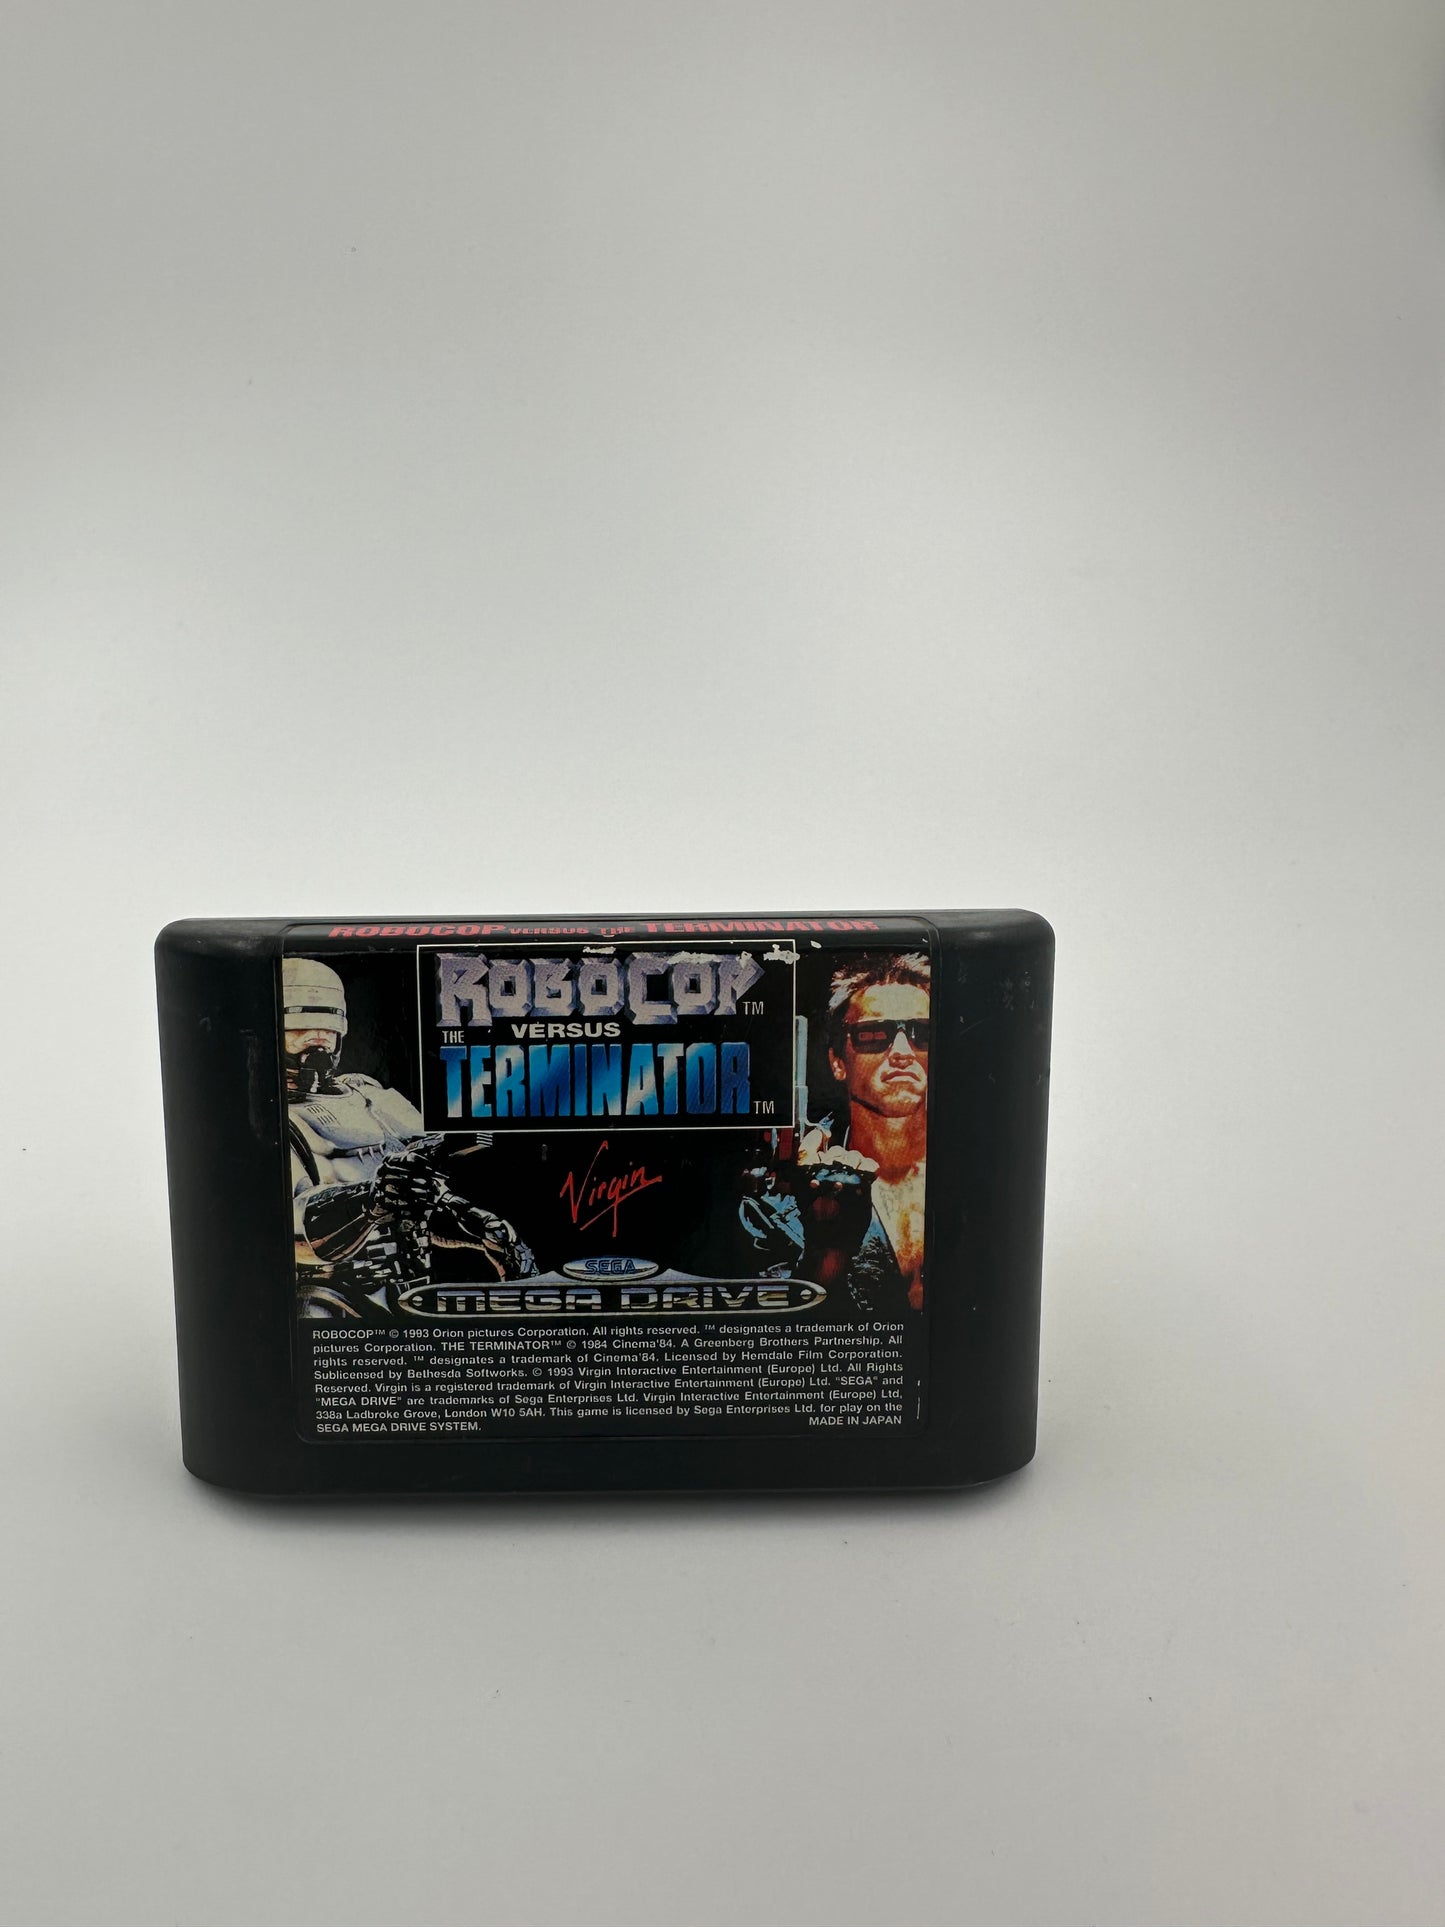 ROBOCOP VERSUS THE TERMINATOR
ROBOCOP TM
VERSUS
THE
TERMINATOR TM
Virgin
SEGA
MEGA DRIVE
ROBOCOP™ © 1993 Orion pictures Corporation. All rights reserved. ™ designates a trademark of Orion
pictures Corporation. THE TERMINATOR™ © 1984 Cinema'84. A Greenberg Brothers Partnership. All
rights reserved. ™ designates a trademark of Cinema'84. Licensed by Hemdale Film Corporation.
Sublicensed by Bethesda Softworks. © 1993 Virgin Interactive Entertainment (Europe) Ltd. All Rights
Reserved. Virgin is a registered trademark of Virgin Interactive Entertainment (Europe) Ltd. "SEGA" and
"MEGA DRIVE" are trademarks of Sega Enterprises Ltd. Virgin Interactive Entertainment (Europe) Ltd,
338a Ladbroke Grove, London W10 5AH. This game is licensed by Sega Enterprises Ltd. for play on the
SEGA MEGA DRIVE SYSTEM.
MADE IN JAPAN